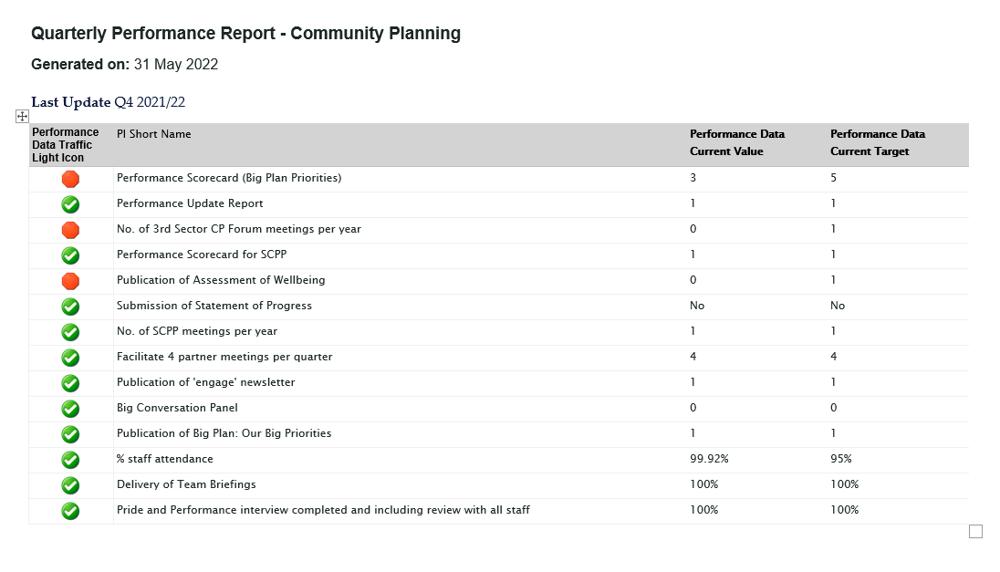 Quarterly Performance Report - Community Planning
Generated on: 31 May 2022
Last Update Q4 2021/22
Performance Data Traffic Light Icon PI Short Name Performance Data Current Value Performance Data Current Target
Performance Scorecard (Big Plan Priorities) 3 5
Performance Update Report 1 1
No. of 3rd Sector CP Forum meetings per year 0 1
Performance Scorecard for SCPP 1 1
Publication of Assessment of Wellbeing 0 1
Submission of Statement of Progress No No
No. of SCPP meetings per year 1 1
Facilitate 4 partner meetings per quarter 4 4
Publication of 'engage' newsletter 1 1
Big Conversation Panel 0 0
Publication of Big Plan: Our Big Priorities 1 1
% staff attendance 99.92% 95%
Delivery of Team Briefings 100% 100%
Pride and Performance interview completed and including review with all staff 100% 100%